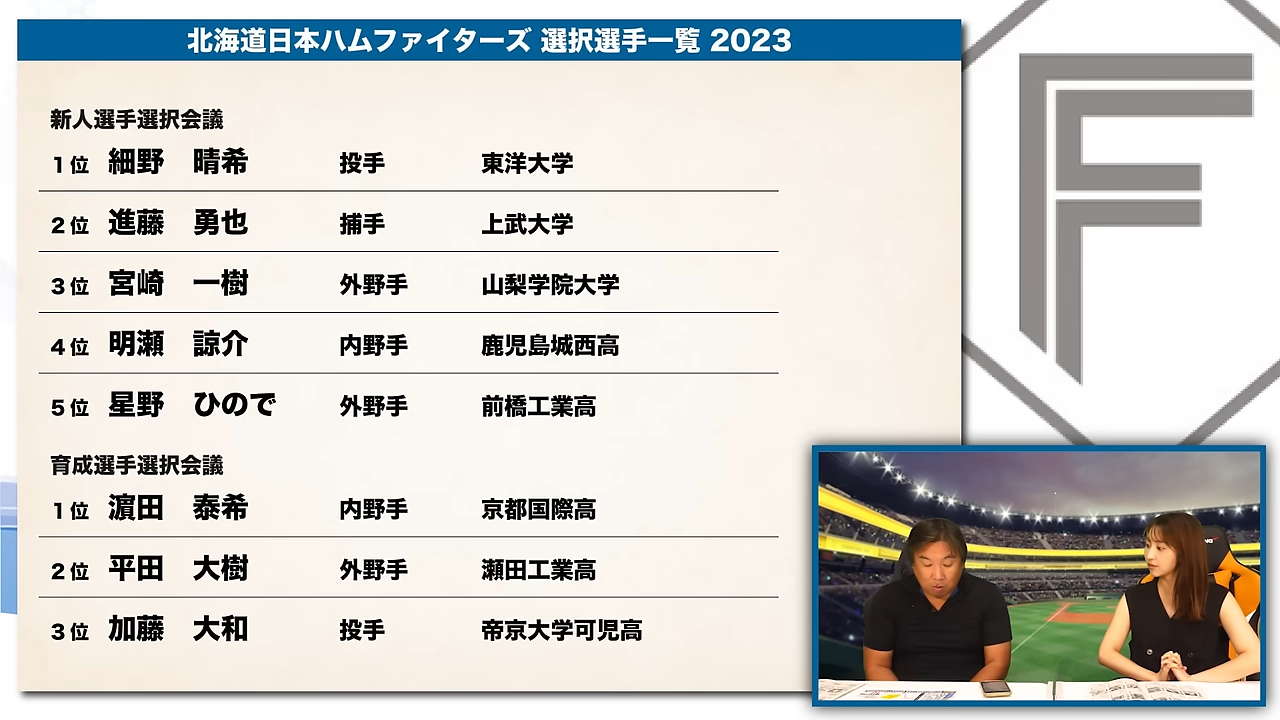 北海道日本ハムファイターズ 選択選手一覧 2023
新人選手選択会議
1位 細野 晴希 投手 東洋大学
2位 進藤 勇也 捕手 上武大学
3位 宮崎 一樹 外野手 山梨学院大学
4位 明瀬 諒介 内野手 鹿児島城西高
5位 星野 ひので 外野手 前橋工業高
育成選手選択会議
1位 濵田 泰希 内野手 京都国際高
2位 平田 大樹 外野手 瀬田工業高
3位 加藤 大和 投手 帝京大学可児高